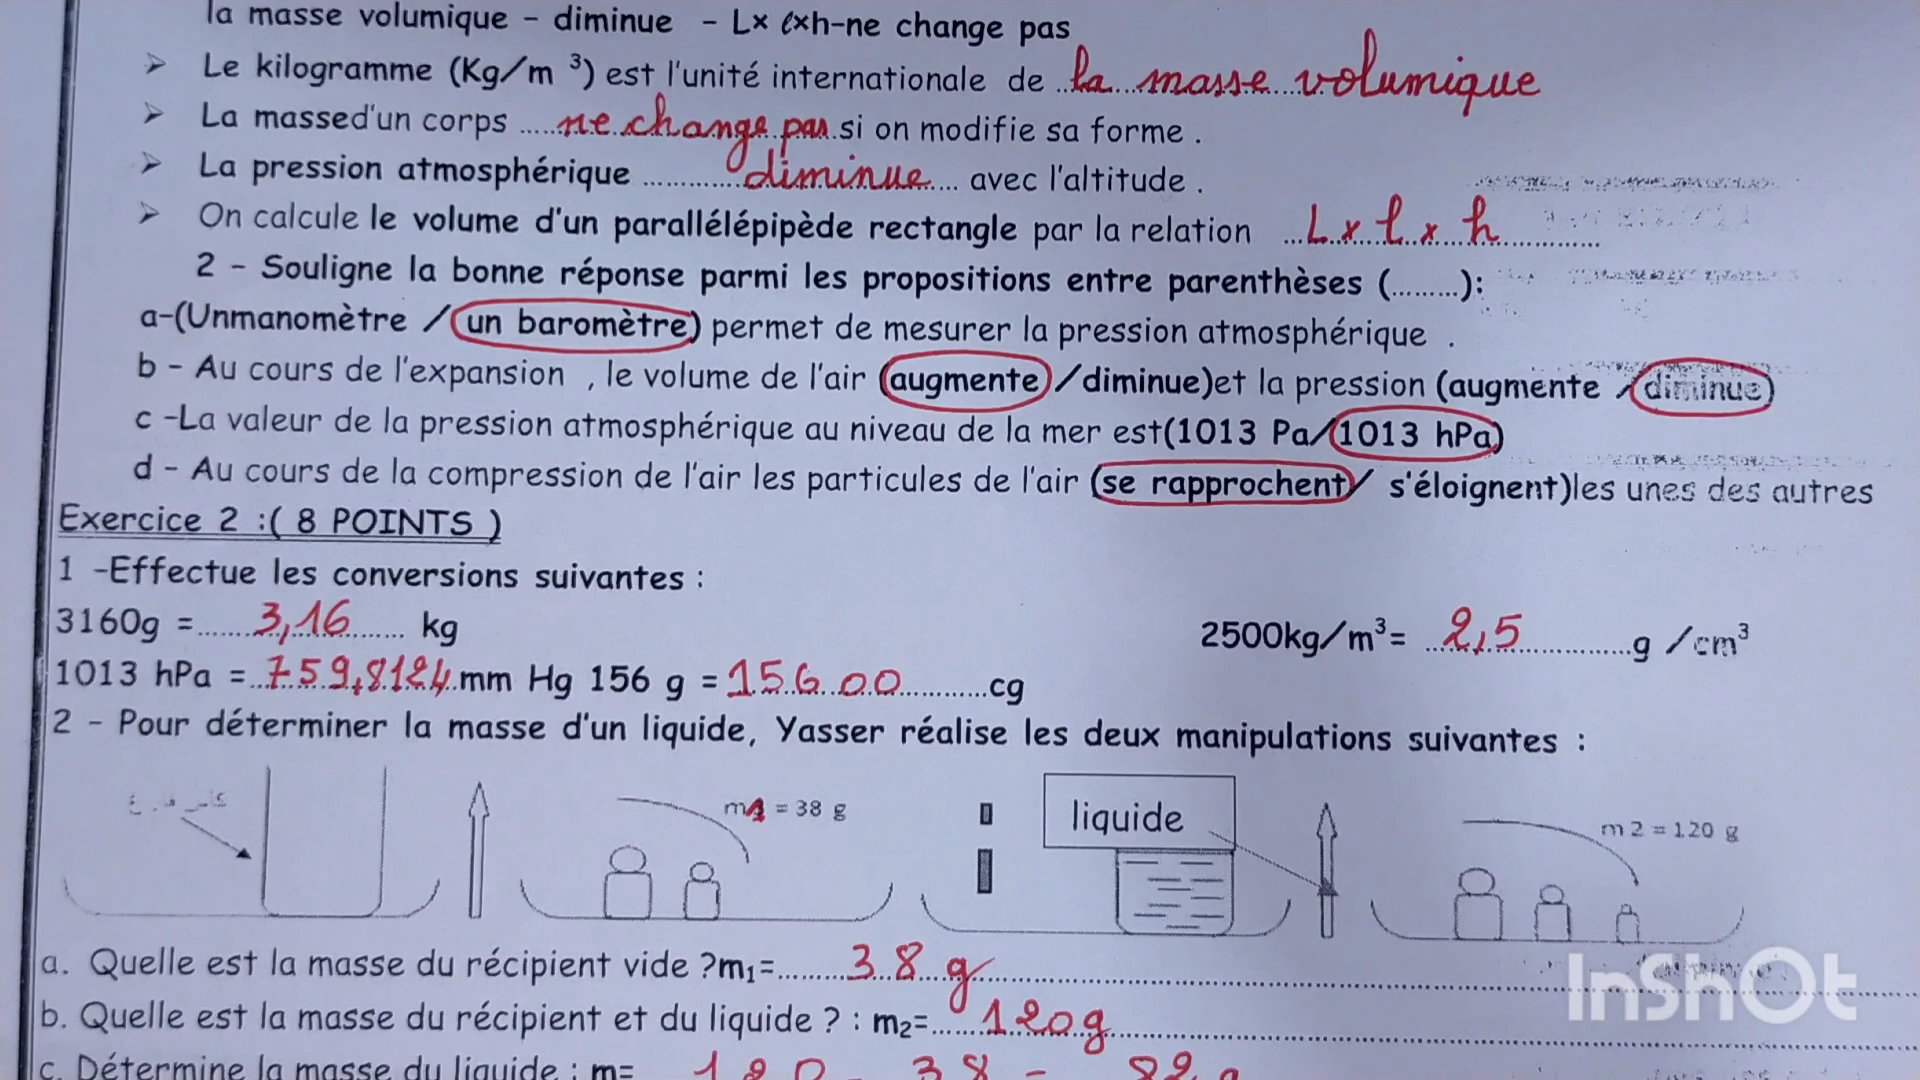 la masse volumique - diminue - L× ℓ×h-ne change pas
➢ Le kilogramme (Kg/m ³) est l'unité internationale de ..la masse volumique
➢ La massed'un corps .....ne change pas si on modifie sa forme .
➢ La pression atmosphérique ............diminue.... avec l'altitude .
➢ On calcule le volume d'un parallélépipède rectangle par la relation ...L x l x h............
2 - Souligne la bonne réponse parmi les propositions entre parenthèses (.........):
a-(Unmanomètre / un baromètre) permet de mesurer la pression atmosphérique .
b - Au cours de l'expansion , le volume de l'air (augmente /diminue)et la pression (augmente /diminue)
c -La valeur de la pression atmosphérique au niveau de la mer est(1013 Pa/1013 hPa)
d - Au cours de la compression de l'air les particules de l'air (se rapprochent/ s'éloignent)les unes des autres
Exercice 2 :( 8 POINTS )
1 -Effectue les conversions suivantes :
3160g =.......3,16....... kg 2500kg/m³= ...2,5............g /cm³
1013 hPa =..759,8124.mm Hg 156 g =15600............cg
2 - Pour déterminer la masse d'un liquide, Yasser réalise les deux manipulations suivantes :
m1 = 38 g
liquide
m 2 = 120 g
a. Quelle est la masse du récipient vide ?m₁=.........38 g
b. Quelle est la masse du récipient et du liquide ? : m₂=......120g
c. Détermine la masse du liquide : m= 120 - 38 = 82g
InShOt